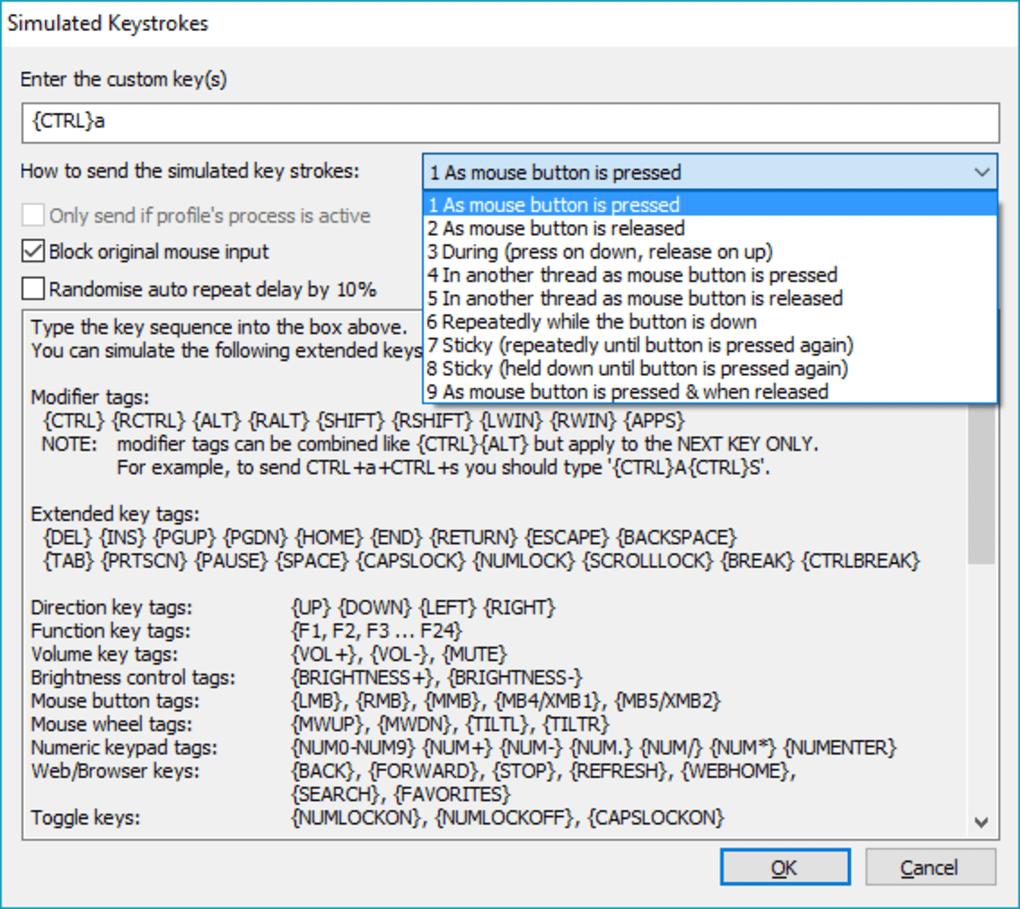 Simulated Keystrokes
Enter the custom key(s)
{CTRL}a
How to send the simulated key strokes:
1 As mouse button is pressed
1 As mouse button is pressed
Only send if profile's process is active
2 As mouse button is released
Block original mouse input
3 During (press on down, release on up)
4 In another thread as mouse button is pressed
Randomise auto repeat delay by 10%
5 In another thread as mouse button is released
6 Repeatedly while the button is down
Type the key sequence into the box above.
7 Sticky (repeatedly until button is pressed again)
You can simulate the following extended keys
8 Sticky (held down until button is pressed again)
9 As mouse button is pressed & when released
Modifier tags:
{CTRL} {RCTRL} {ALT} {RALT} {SHIFT} {RSHIFT} {LWIN} {RWIN} {APPS}
NOTE: modifier tags can be combined like {CTRL}{ALT} but apply to the NEXT KEY ONLY.
For example, to send CTRL+a+CTRL+s you should type '{CTRL}A{CTRL}S'.
Extended key tags:
{DEL} {INS} {PGUP} {PGDN} {HOME} {END} {RETURN} {ESCAPE} {BACKSPACE}
{TAB} {PRTSCN} {PAUSE} {SPACE} {CAPSLOCK} {NUMLOCK} {SCROLLLOCK} {BREAK} {CTRLBREAK}
Direction key tags: {UP} {DOWN} {LEFT} {RIGHT}
Function key tags: {F1, F2, F3 ... F24}
Volume key tags: {VOL+}, {VOL-}, {MUTE}
Brightness control tags: {BRIGHTNESS+}, {BRIGHTNESS-}
Mouse button tags: {LMB}, {RMB}, {MMB}, {MB4/XMB1}, {MB5/XMB2}
Mouse wheel tags: {MWUP}, {MWDN}, {TILTL}, {TILTR}
Numeric keypad tags: {NUM0-NUM9} {NUM+} {NUM-} {NUM.} {NUM/} {NUM*} {NUMENTER}
Web/Browser keys: {BACK}, {FORWARD}, {STOP}, {REFRESH}, {WEBHOME},
{SEARCH}, {FAVORITES}
Toggle keys: {NUMLOCKON}, {NUMLOCKOFF}, {CAPSLOCKON}
OK
Cancel